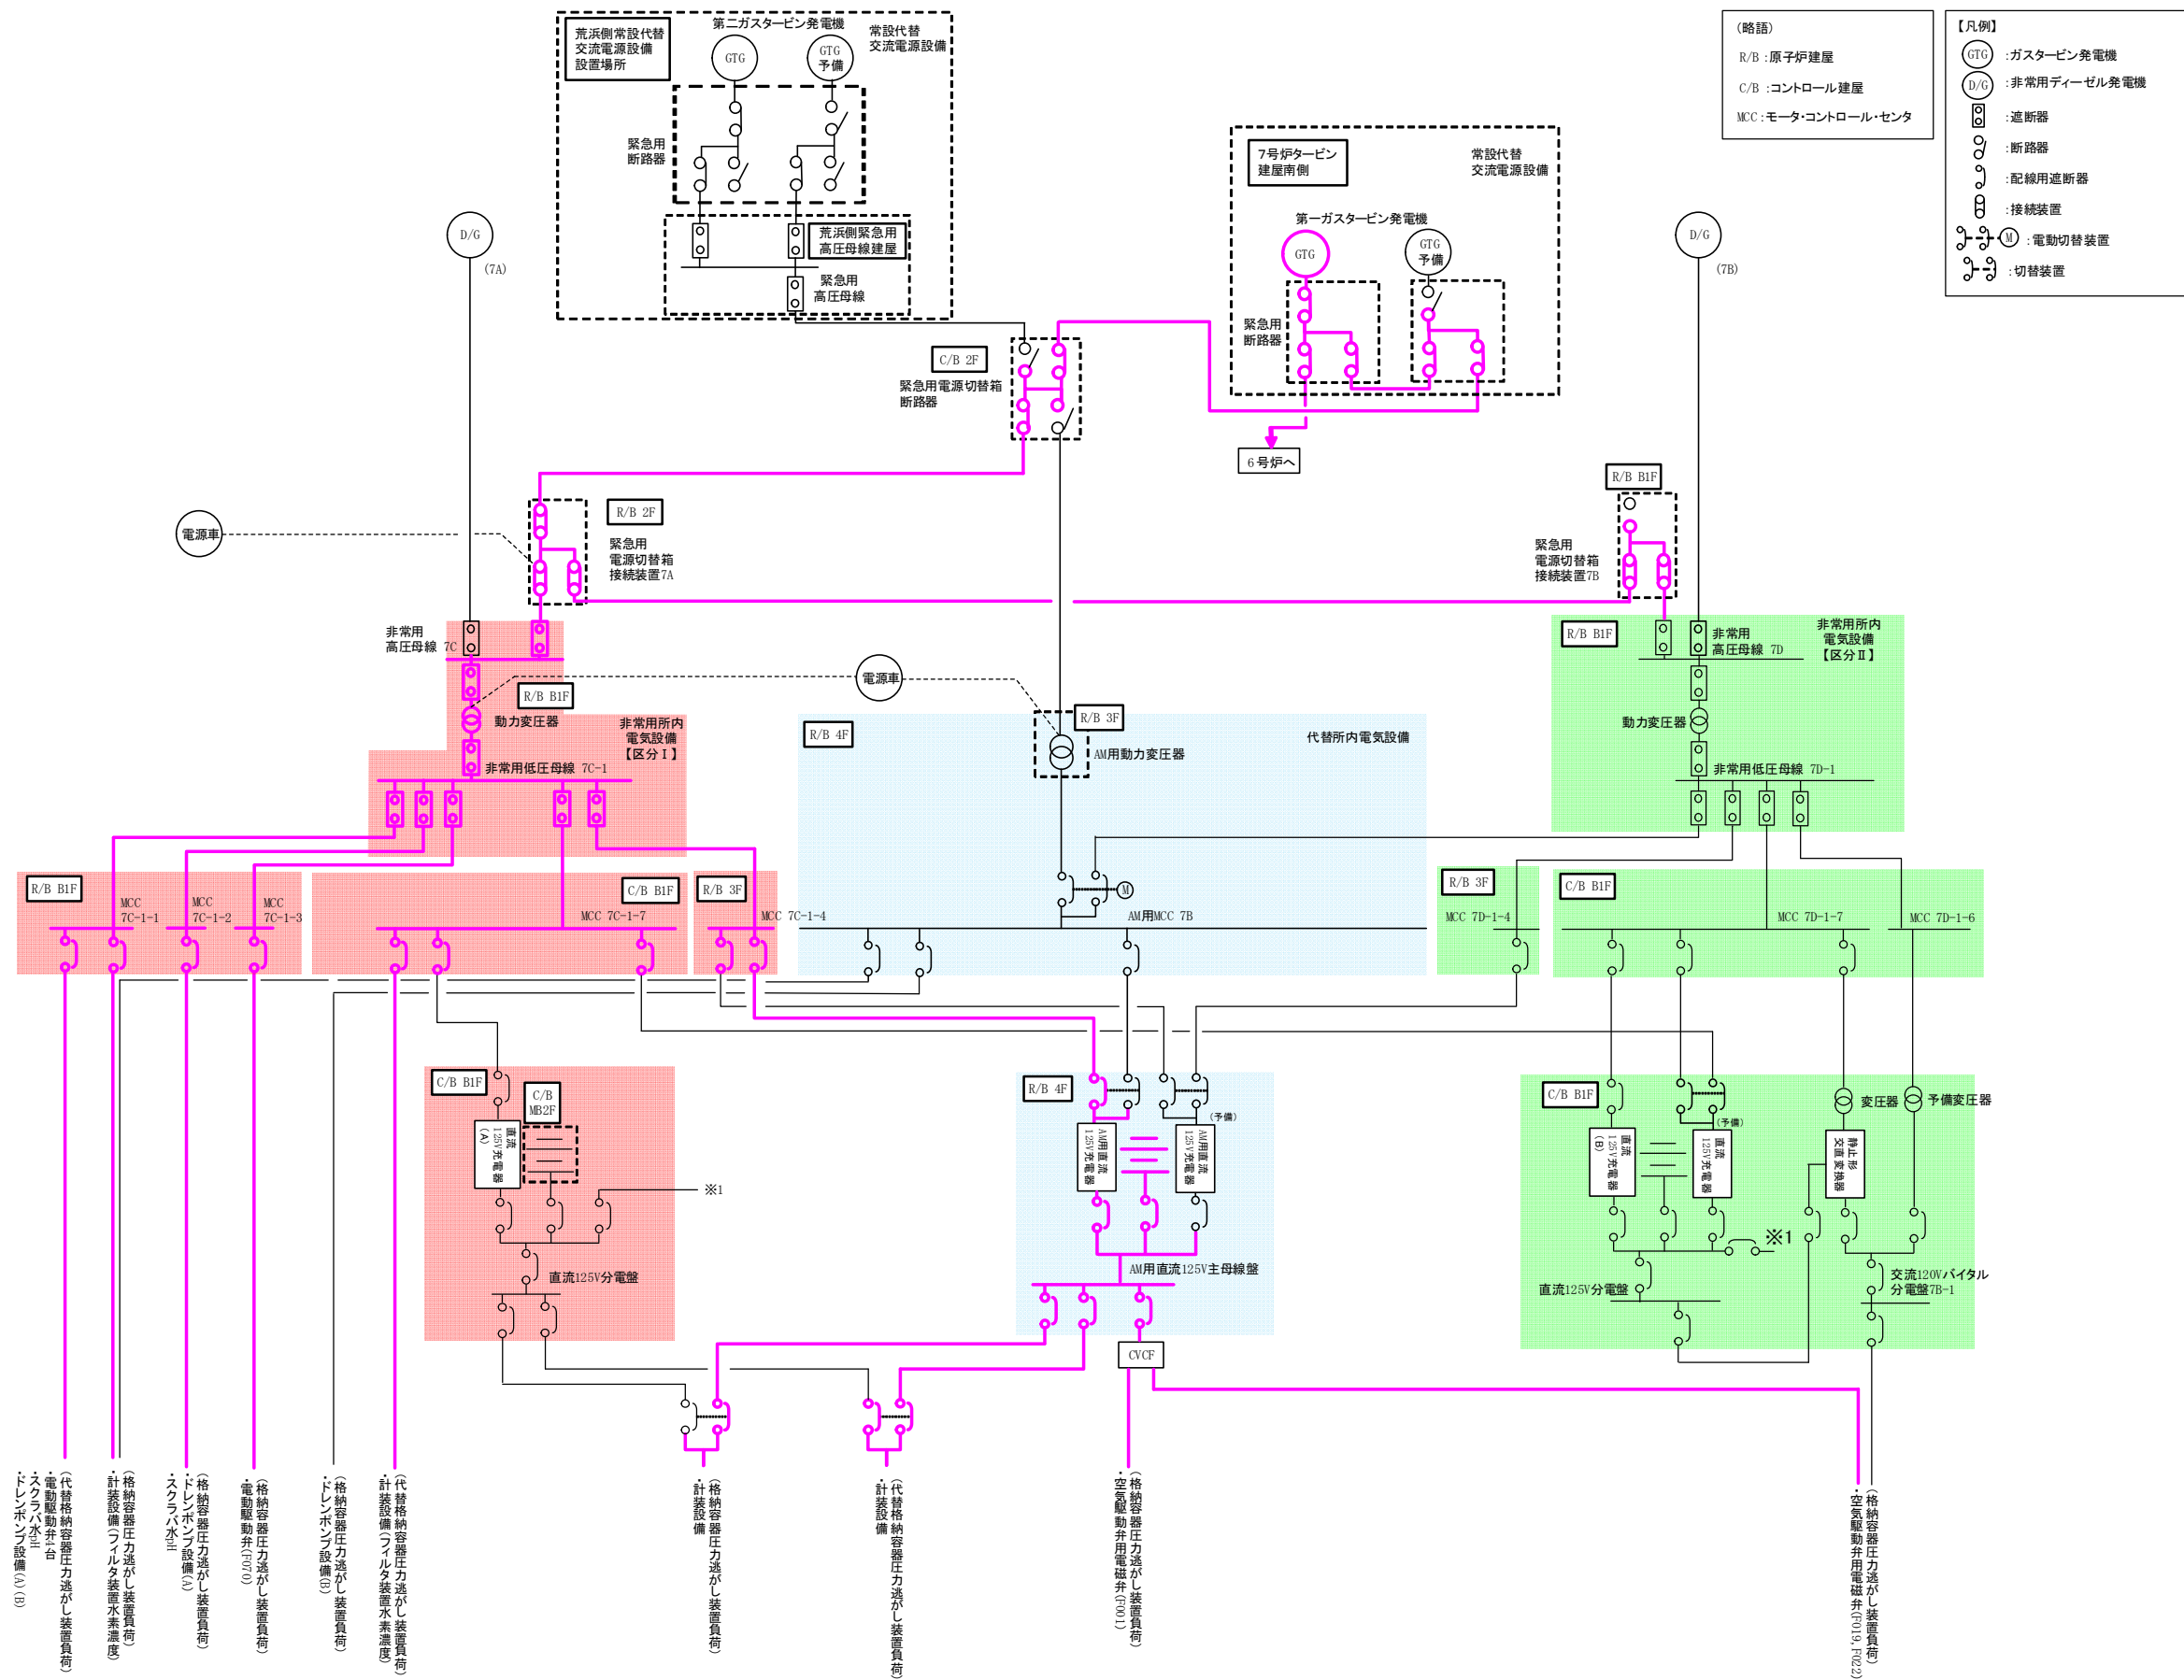 荒浜側常設代替
交流電源設備
設置場所
第二ガスタービン発電機
常設代替
交流電源設備
GTG
GTG
予備
緊急用
断路器
荒浜側緊急用
高圧母線建屋
緊急用
高圧母線
(略語)
R/B :原子炉建屋
C/B :コントロール建屋
MCC :モータ・コントロール・センタ
【凡例】
GTG :ガスタービン発電機
D/G :非常用ディーゼル発電機
:遮断器
:断路器
:配線用遮断器
:接続装置
M :電動切替装置
:切替装置
7号炉タービン
建屋南側
常設代替
交流電源設備
第一ガスタービン発電機
GTG
GTG
予備
緊急用
断路器
6号炉へ
D/G
(7A)
D/G
(7B)
C/B 2F
緊急用電源切替箱
断路器
電源車
R/B 2F
緊急用
電源切替箱
接続装置7A
R/B B1F
緊急用
電源切替箱
接続装置7B
非常用
高圧母線 7C
R/B B1F
動力変圧器
非常用所内
電気設備
【区分Ⅰ】
非常用低圧母線 7C-1
電源車
R/B 4F
R/B 3F
AM用動力変圧器
代替所内電気設備
R/B B1F
非常用
高圧母線 7D
非常用所内
電気設備
【区分Ⅱ】
動力変圧器
非常用低圧母線 7D-1
R/B B1F
MCC
7C-1-1
MCC
7C-1-2
MCC
7C-1-3
C/B B1F
MCC 7C-1-7
R/B 3F
MCC 7C-1-4
M
AM用MCC 7B
R/B 3F
MCC 7D-1-4
C/B B1F
MCC 7D-1-7
MCC 7D-1-6
C/B B1F
C/B
MB2F
直流
125V充電器
(A)
※1
直流125V分電盤
R/B 4F
(予備)
AM用直流
125V充電器
AM用直流
125V充電器
AM用直流125V主母線盤
CVCF
C/B B1F
(予備)
変圧器
予備変圧器
直流
125V充電器
(B)
直流
125V充電器
静止形
交直変換器
※1
直流125V分電盤
交流120Vバイタル
分電盤7B-1
(代替格納容器圧力逃がし装置負荷)
・電動駆動弁4台
・スクラバ水pH
・ドレンポンプ設備(A)(B)
(格納容器圧力逃がし装置負荷)
・計装設備(フィルタ装置水素濃度)
(格納容器圧力逃がし装置負荷)
・ドレンポンプ設備(A)
・スクラバ水pH
(格納容器圧力逃がし装置負荷)
・電動駆動弁(F070)
(格納容器圧力逃がし装置負荷)
・ドレンポンプ設備(B)
(代替格納容器圧力逃がし装置負荷)
・計装設備(フィルタ装置水素濃度)
(格納容器圧力逃がし装置負荷)
・計装設備
(代替格納容器圧力逃がし装置負荷)
・計装設備
(格納容器圧力逃がし装置負荷)
・空気駆動弁用電磁弁(F001)
(格納容器圧力逃がし装置負荷)
・空気駆動弁用電磁弁(F019, F022)